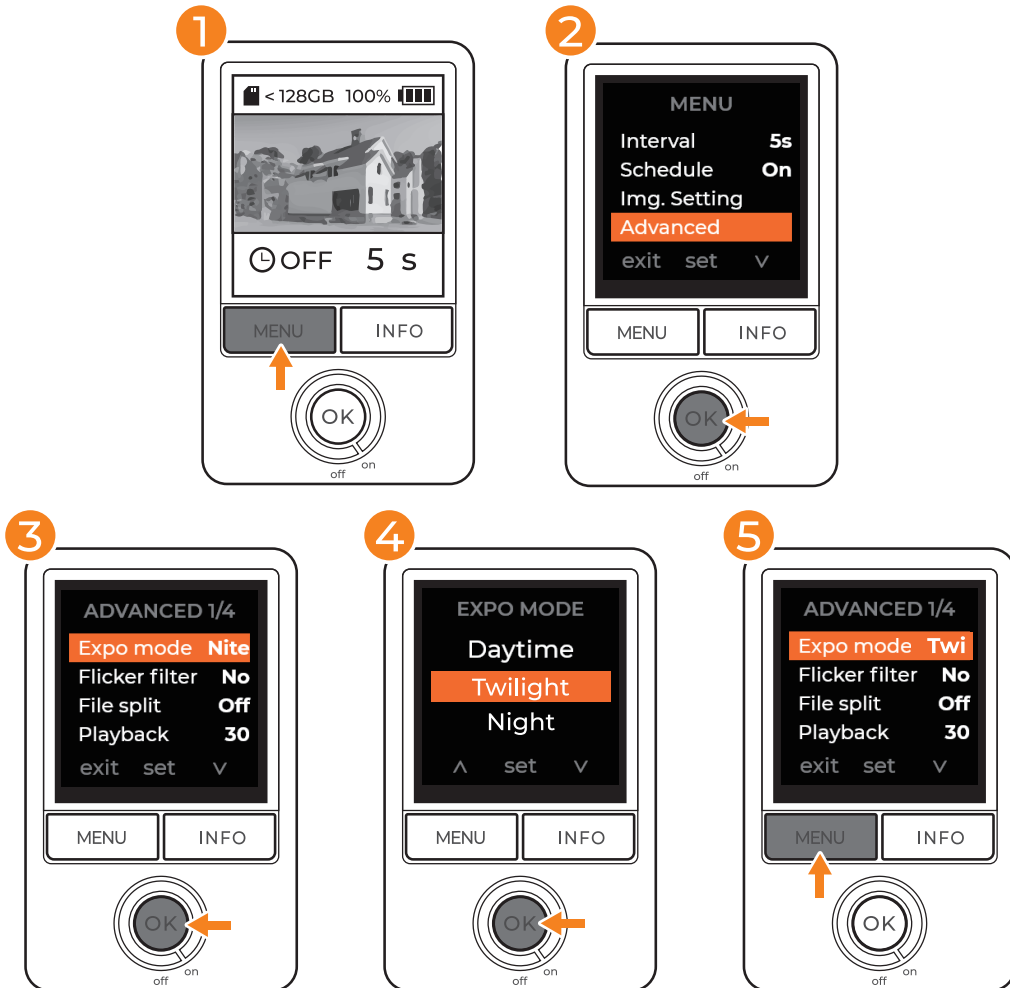 1
< 128GB 100%
OFF 5 s
MENU INFO
OK
off on
2
MENU
Interval 5s
Schedule On
Img. Setting
Advanced
exit set ∨
MENU INFO
OK
off on
3
ADVANCED 1/4
Expo mode Nite
Flicker filter No
File split Off
Playback 30
exit set ∨
MENU INFO
OK
off on
4
EXPO MODE
Daytime
Twilight
Night
∧ set ∨
MENU INFO
OK
off on
5
ADVANCED 1/4
Expo mode Twi
Flicker filter No
File split Off
Playback 30
exit set ∨
MENU INFO
OK
off on